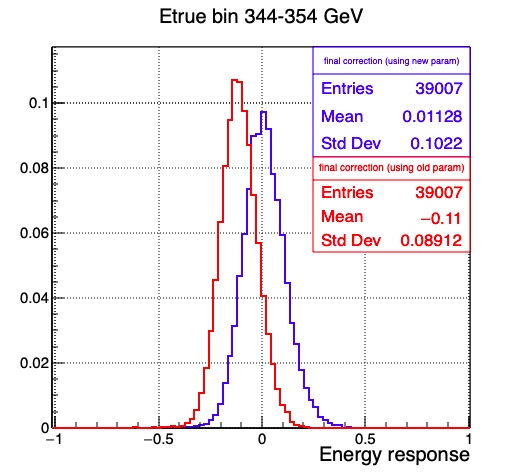 Etrue bin 344-354 GeV
final correction (using new param)
Entries 39007
Mean 0.01128
Std Dev 0.1022
final correction (using old param)
Entries 39007
Mean −0.11
Std Dev 0.08912
0.1
0.08
0.06
0.04
0.02
0
−1 −0.5 0 0.5 1
Energy response